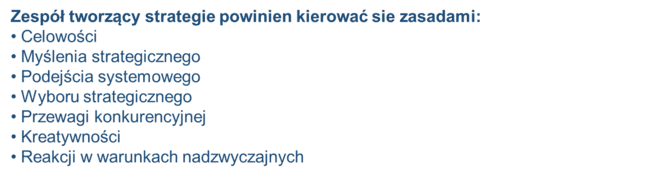 Zespół tworzący strategie powinien kierować sie zasadami:
• Celowości
• Myślenia strategicznego
• Podejścia systemowego
• Wyboru strategicznego
• Przewagi konkurencyjnej
• Kreatywności
• Reakcji w warunkach nadzwyczajnych